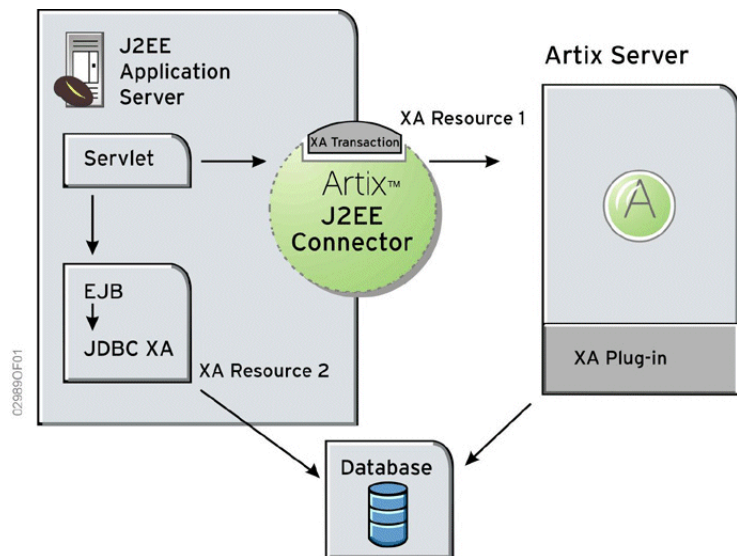 J2EE
Application
Server
Artix Server
XA Resource 1
XA Transaction
Servlet
Artix™
J2EE
Connector
A
EJB
JDBC XA
XA Plug-in
XA Resource 2
Database
02989OF01